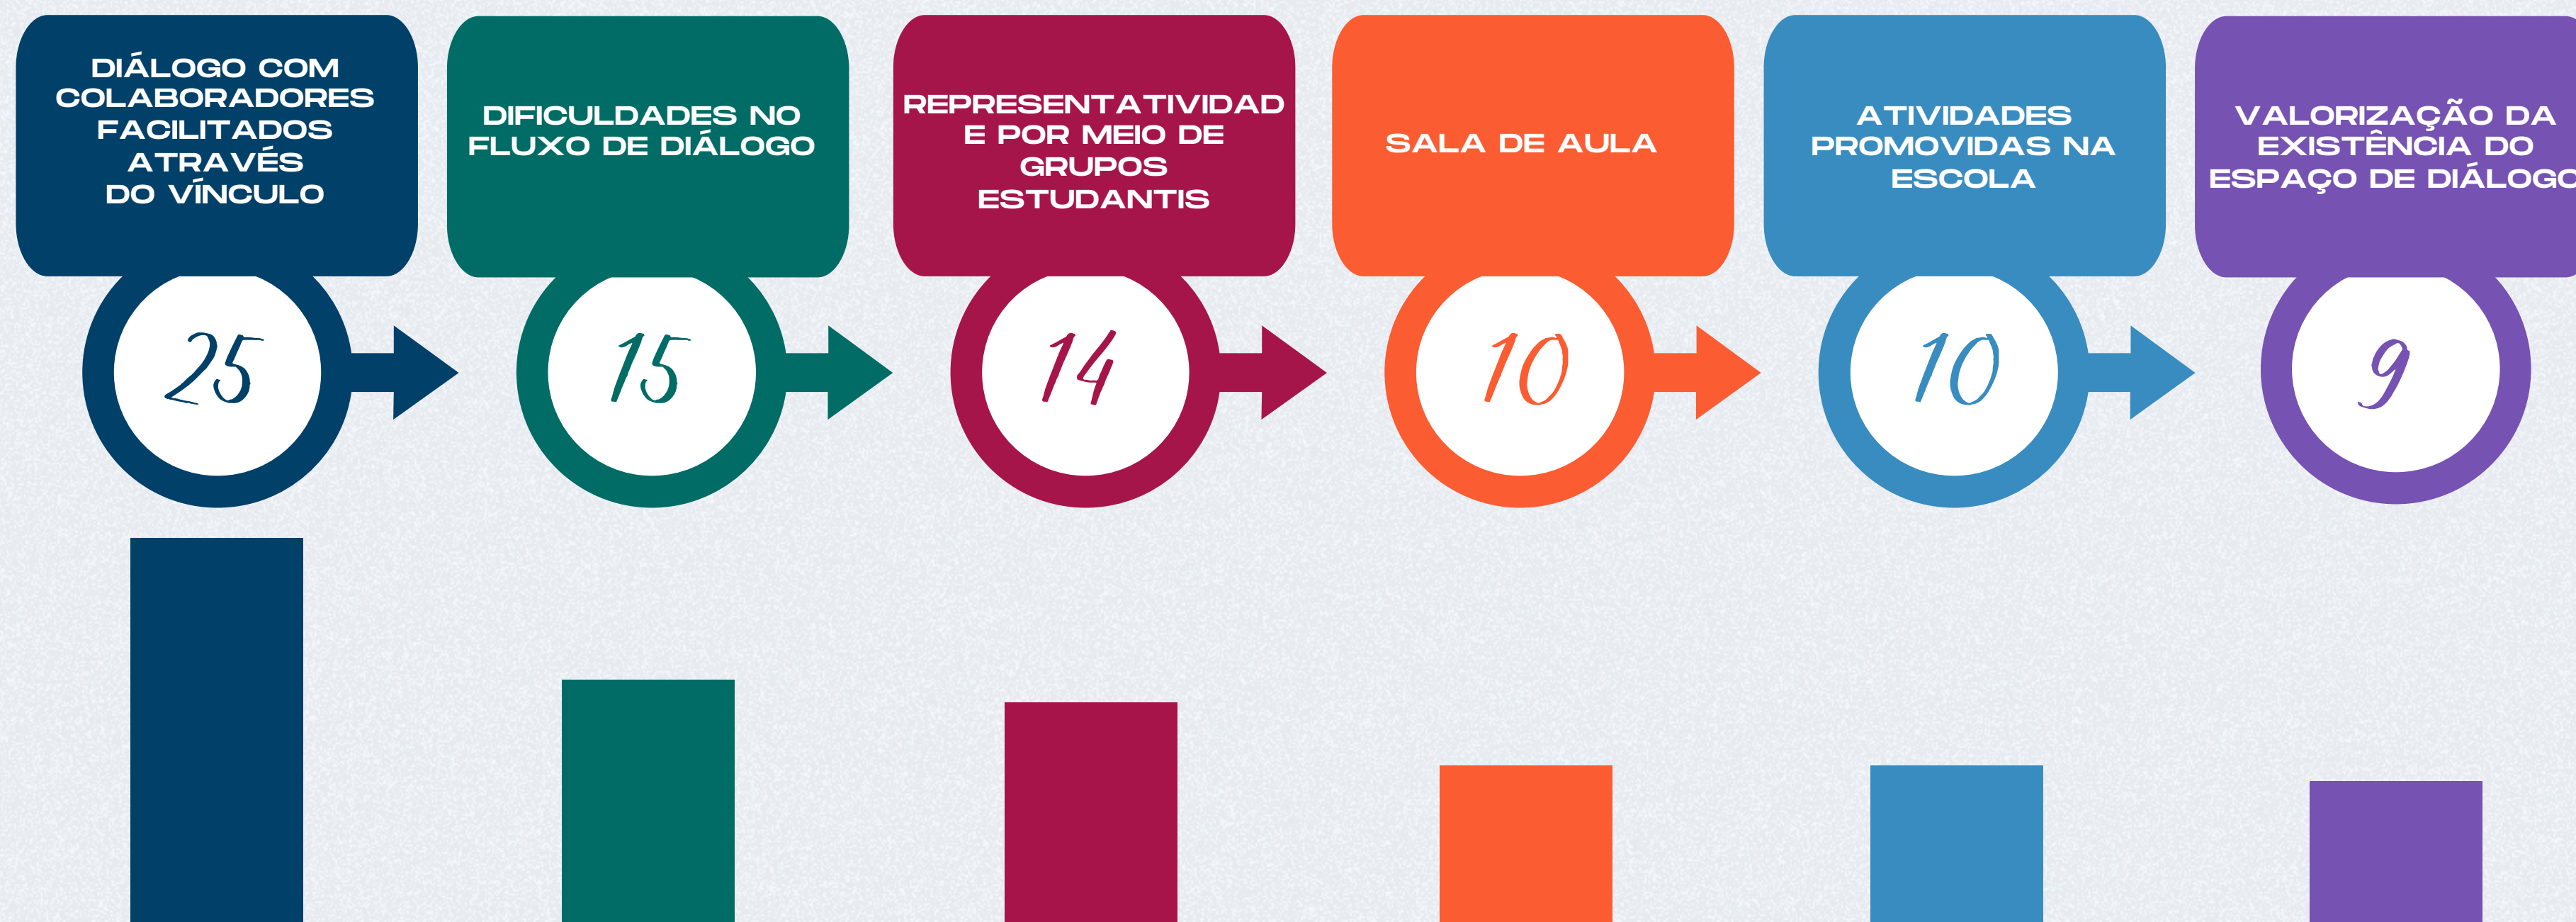 DIÁLOGO COM
COLABORADORES
FACILITADOS
ATRAVÉS
DO VÍNCULO
25
DIFICULDADES NO
FLUXO DE DIÁLOGO
15
REPRESENTATIVIDAD
E POR MEIO DE
GRUPOS
ESTUDANTIS
14
SALA DE AULA
10
ATIVIDADES
PROMOVIDAS NA
ESCOLA
10
VALORIZAÇÃO DA
EXISTÊNCIA DO
ESPAÇO DE DIÁLOGO
9